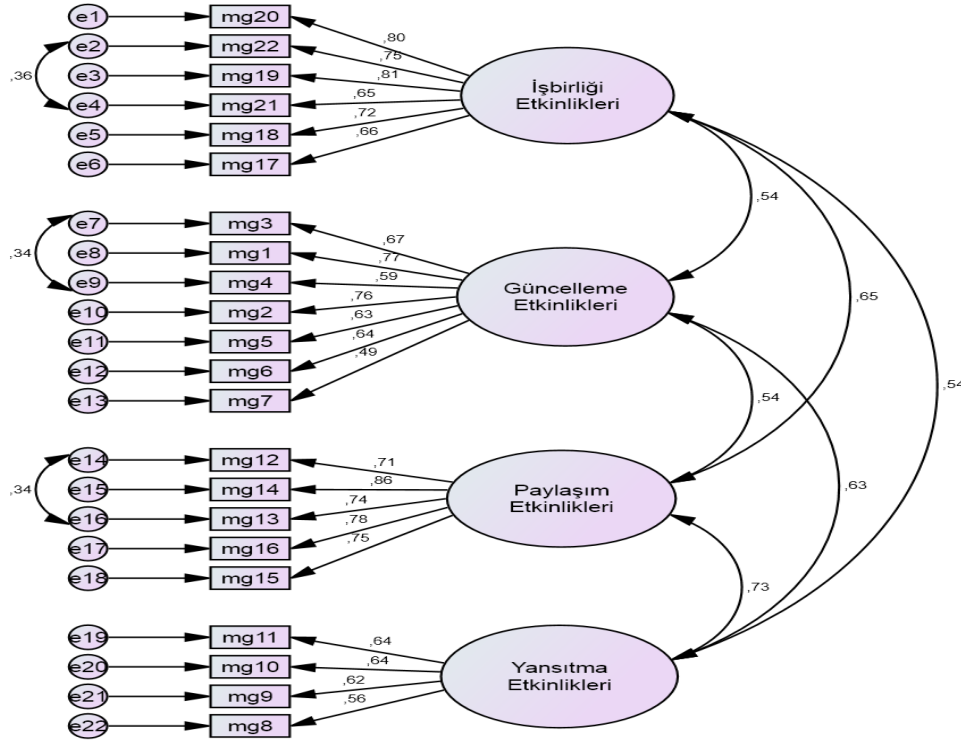 e1 mg20 ,80
e2 mg22 ,75
,36 e3 mg19 ,81
e4 mg21 ,65
e5 mg18 ,72
e6 mg17 ,66
İşbirliği
Etkinlikleri
,54
e7 mg3 ,67
e8 mg1 ,77
,34 e9 mg4 ,59
e10 mg2 ,76
e11 mg5 ,63
e12 mg6 ,64
e13 mg7 ,49
Güncelleme
Etkinlikleri
,65
,54
,54
e14 mg12 ,71
e15 mg14 ,86
,34 e16 mg13 ,74
e17 mg16 ,78
e18 mg15 ,75
Paylaşım
Etkinlikleri
,63
,73
e19 mg11 ,64
e20 mg10 ,64
e21 mg9 ,62
e22 mg8 ,56
Yansıtma
Etkinlikleri